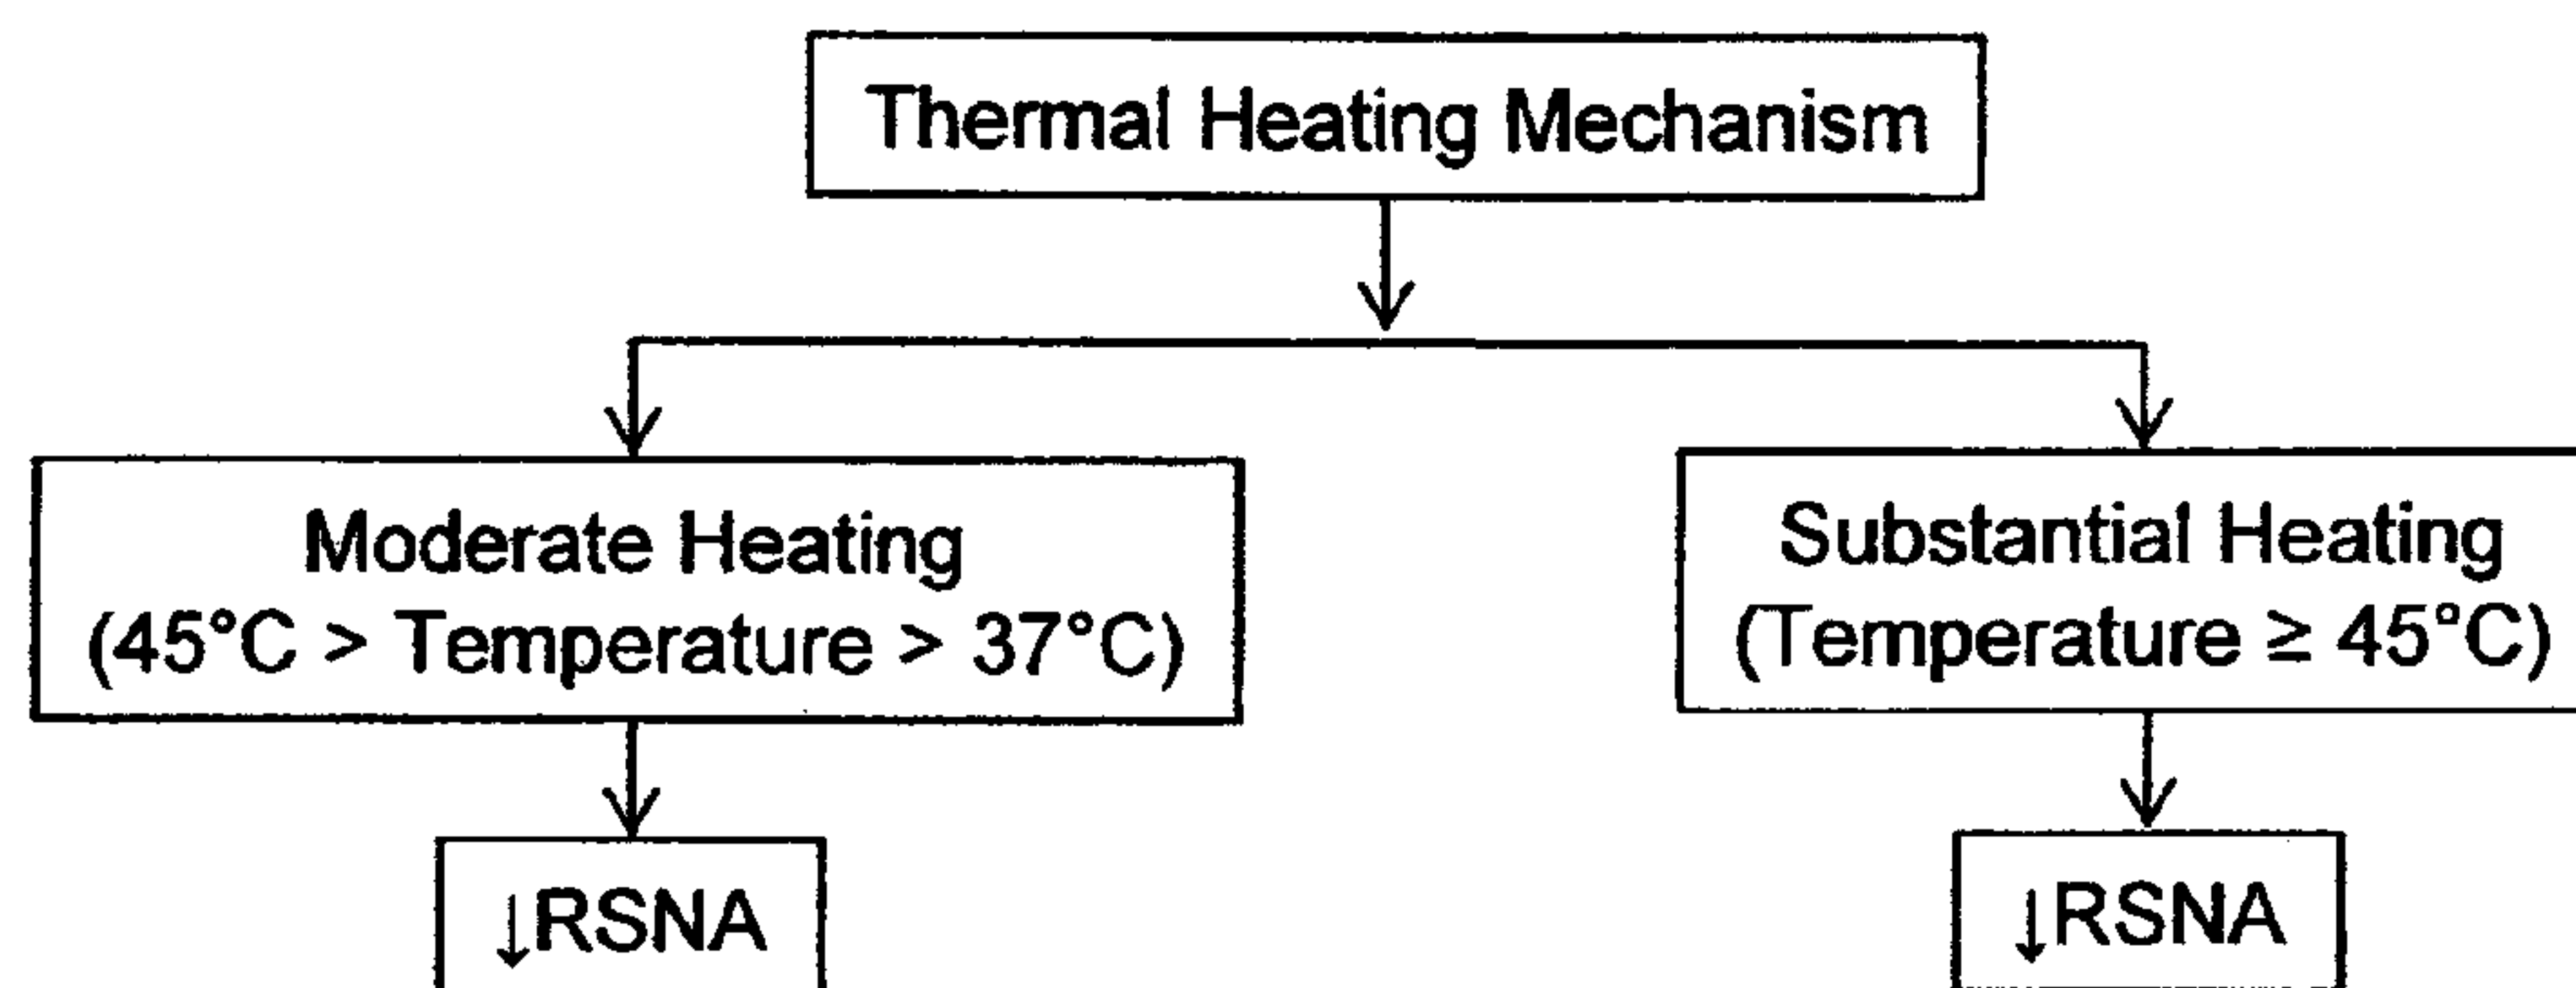 Thermal Heating Mechanism
Moderate Heating
(45°C > Temperature > 37°C)
Substantial Heating
(Temperature ≥ 45°C)
↓RSNA
↓RSNA